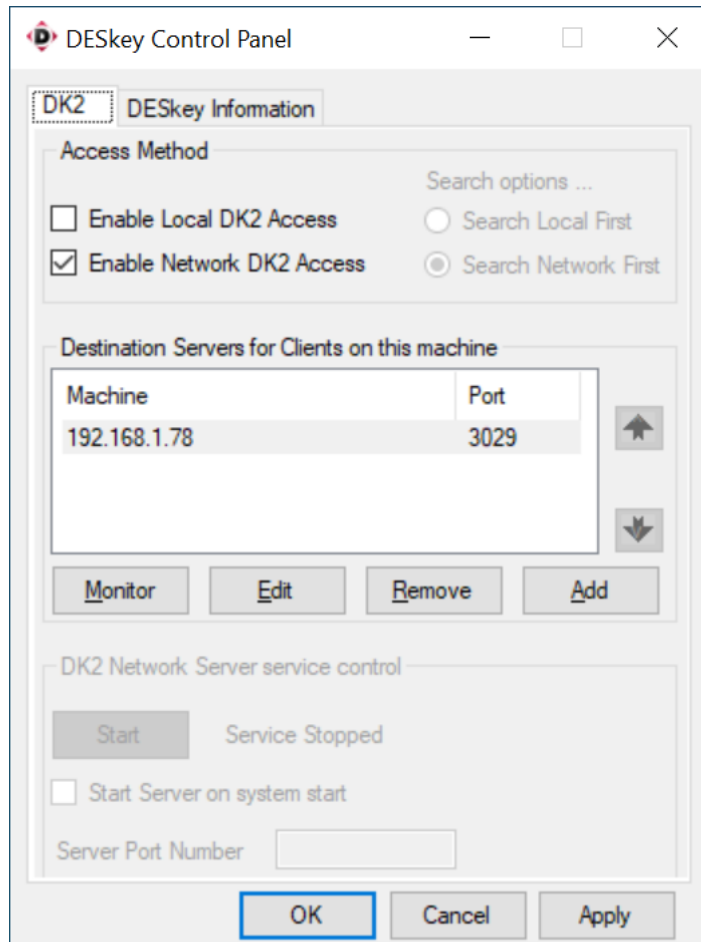 DESkey Control Panel
DK2 DESkey Information
Access Method
Search options ...
Enable Local DK2 Access Search Local First
Enable Network DK2 Access Search Network First
Destination Servers for Clients on this machine
Machine Port
192.168.1.78 3029
Monitor Edit Remove Add
DK2 Network Server service control
Start Service Stopped
Start Server on system start
Server Port Number
OK Cancel Apply